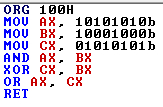 ORG 100H
MOV AX, 10101010b
MOV BX, 10001000b
MOV CX, 01010101b
AND AX, BX
XOR CX, BX
OR AX, CX
RET